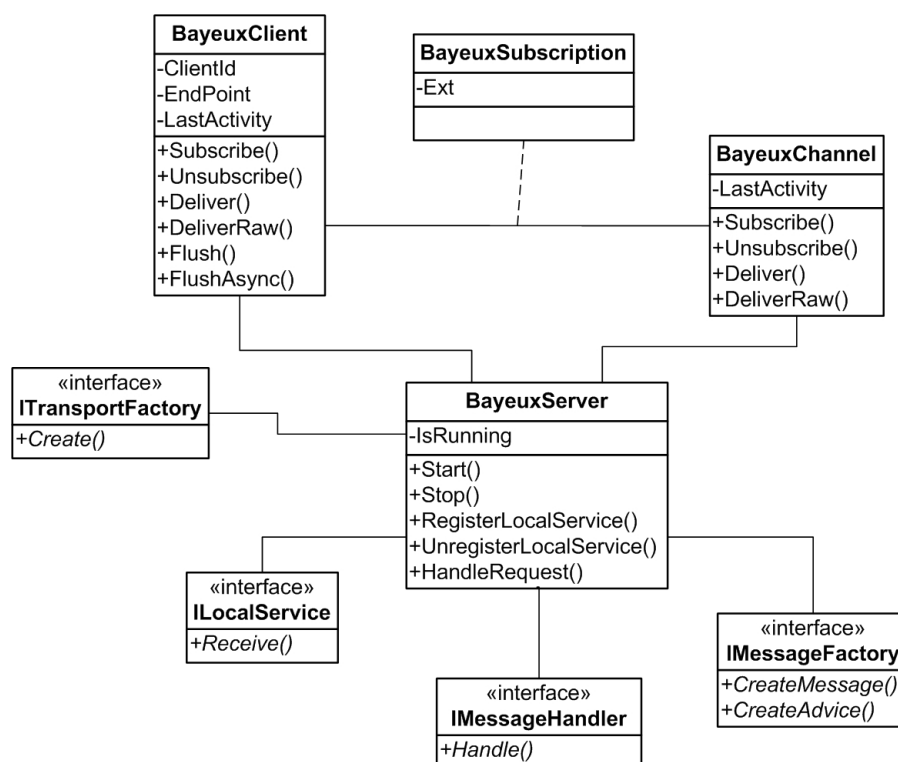 BayeuxClient
-ClientId
-EndPoint
-LastActivity
+Subscribe()
+Unsubscribe()
+Deliver()
+DeliverRaw()
+Flush()
+FlushAsync()
BayeuxSubscription
-Ext
BayeuxChannel
-LastActivity
+Subscribe()
+Unsubscribe()
+Deliver()
+DeliverRaw()
«interface»
ITransportFactory
+Create()
BayeuxServer
-IsRunning
+Start()
+Stop()
+RegisterLocalService()
+UnregisterLocalService()
+HandleRequest()
«interface»
ILocalService
+Receive()
«interface»
IMessageHandler
+Handle()
«interface»
IMessageFactory
+CreateMessage()
+CreateAdvice()